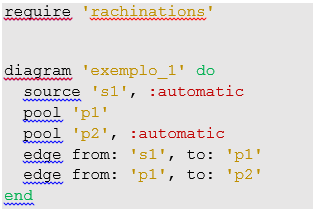 require 'rachinations'
diagram 'exemplo_1' do
source 's1', :automatic
pool 'p1'
pool 'p2', :automatic
edge from: 's1', to: 'p1'
edge from: 'p1', to: 'p2'
end